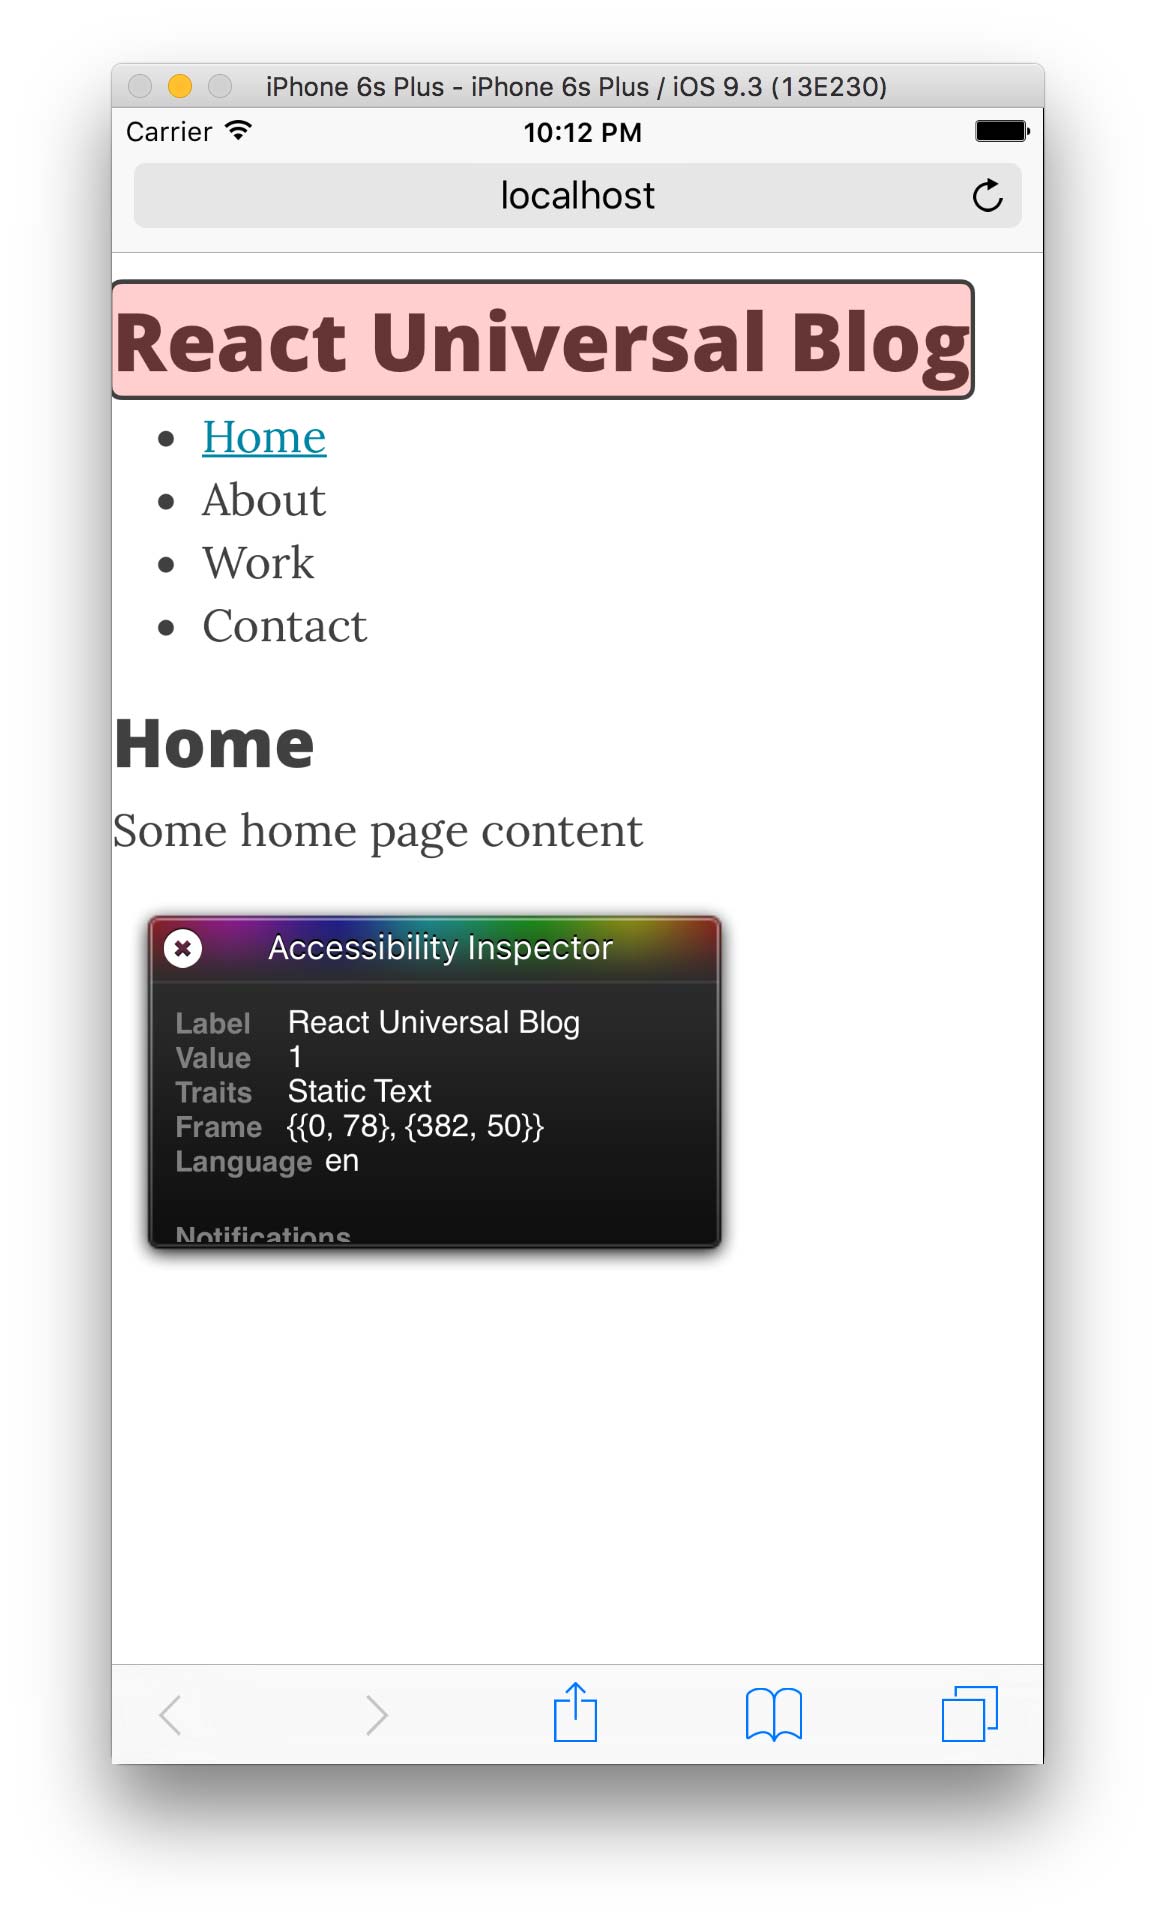 iPhone 6s Plus - iPhone 6s Plus / iOS 9.3 (13E230)
Carrier 10:12 PM
localhost
React Universal Blog
Home
About
Work
Contact
Home
Some home page content
Accessibility Inspector
Label React Universal Blog
Value 1
Traits Static Text
Frame {{0, 78}, {382, 50}}
Language en
Notifications